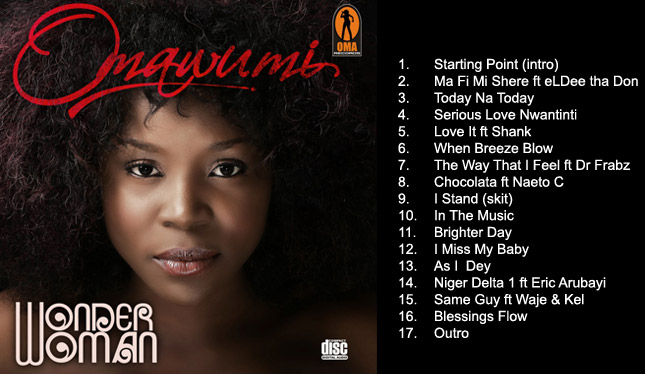 Omawumi
OMA
RECORDS
WONDER
WOMAN
COMPACT
disc
DIGITAL AUDIO
1. Starting Point (intro)
2. Ma Fi Mi Shere ft eLDee tha Don
3. Today Na Today
4. Serious Love Nwantinti
5. Love It ft Shank
6. When Breeze Blow
7. The Way That I Feel ft Dr Frabz
8. Chocolata ft Naeto C
9. I Stand (skit)
10. In The Music
11. Brighter Day
12. I Miss My Baby
13. As I Dey
14. Niger Delta 1 ft Eric Arubayi
15. Same Guy ft Waje & Kel
16. Blessings Flow
17. Outro